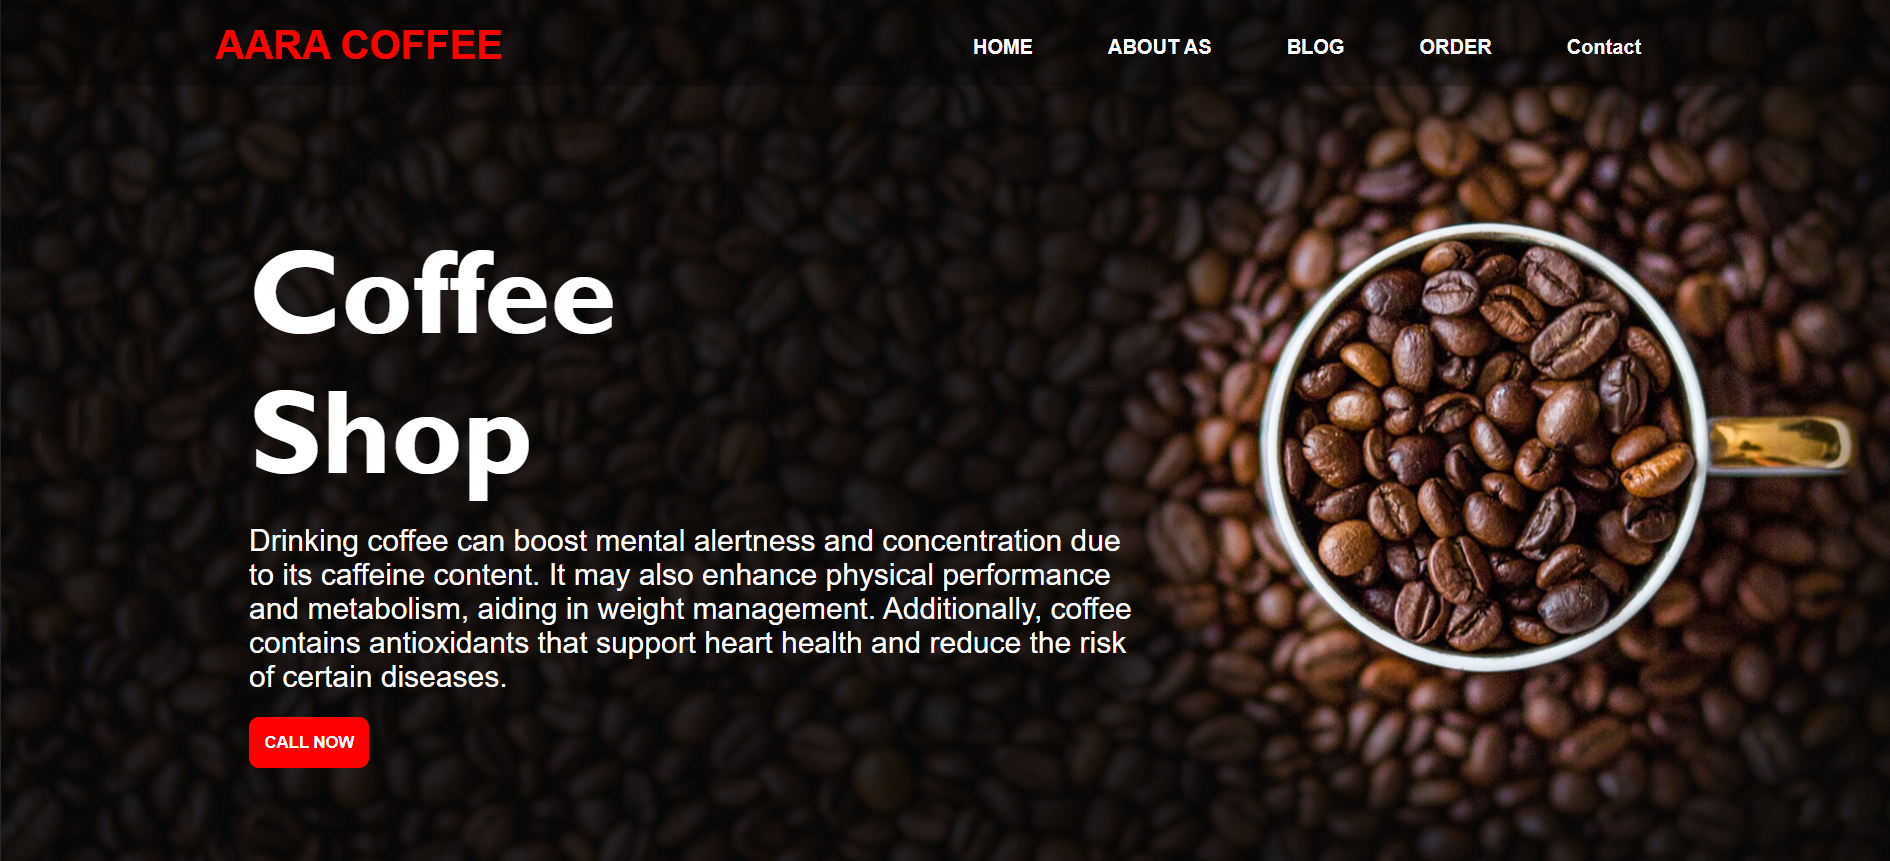 AARA COFFEE
HOME ABOUT AS BLOG ORDER Contact
Coffee
Shop
Drinking coffee can boost mental alertness and concentration due
to its caffeine content. It may also enhance physical performance
and metabolism, aiding in weight management. Additionally, coffee
contains antioxidants that support heart health and reduce the risk
of certain diseases.
CALL NOW